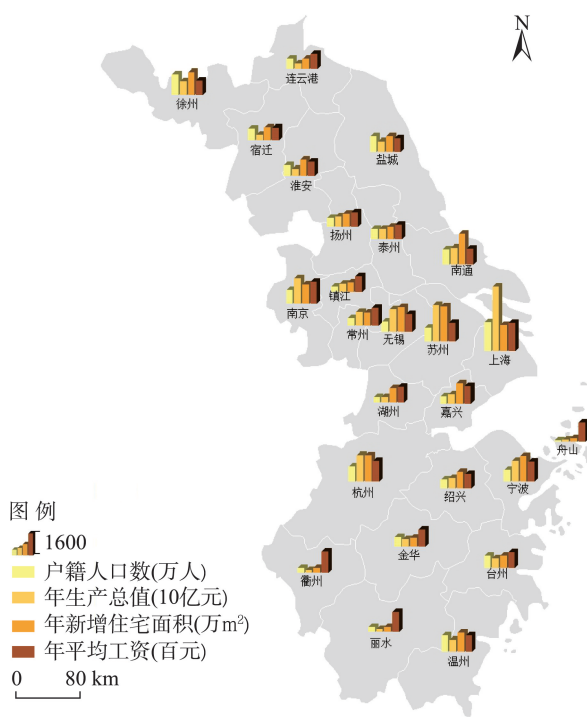 N
连云港
徐州
宿迁
盐城
淮安
扬州
泰州
南通
镇江
南京
常州
无锡
苏州
上海
湖州
嘉兴
舟山
杭州
绍兴
宁波
金华
衢州
台州
丽水
温州
图 例
1600
户籍人口数(万人)
年生产总值(10亿元)
年新增住宅面积(万m²)
年平均工资(百元)
0 80 km